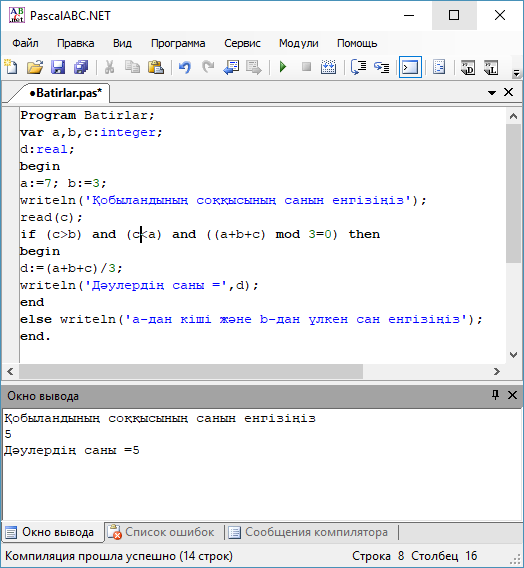 PascalABC.NET
Файл Правка Вид Программа Сервис Модули Помощь
●Batirlar.pas*
Program Batirlar;
var a,b,c:integer;
d:real;
begin
a:=7; b:=3;
writeln('Қобыландының соққысының санын енгізіңіз');
read(c);
if (c>b) and (c<a) and ((a+b+c) mod 3=0) then
begin
d:=(a+b+c)/3;
writeln('Дәулердің саны =',d);
end
else writeln('a-дан кіші және b-дан үлкен сан енгізіңіз');
end.
Окно вывода
Қобыландының соққысының санын енгізіңіз
5
Дәулердің саны =5
Окно вывода Список ошибок Сообщения компилятора
Компиляция прошла успешно (14 строк) Строка 8 Столбец 16